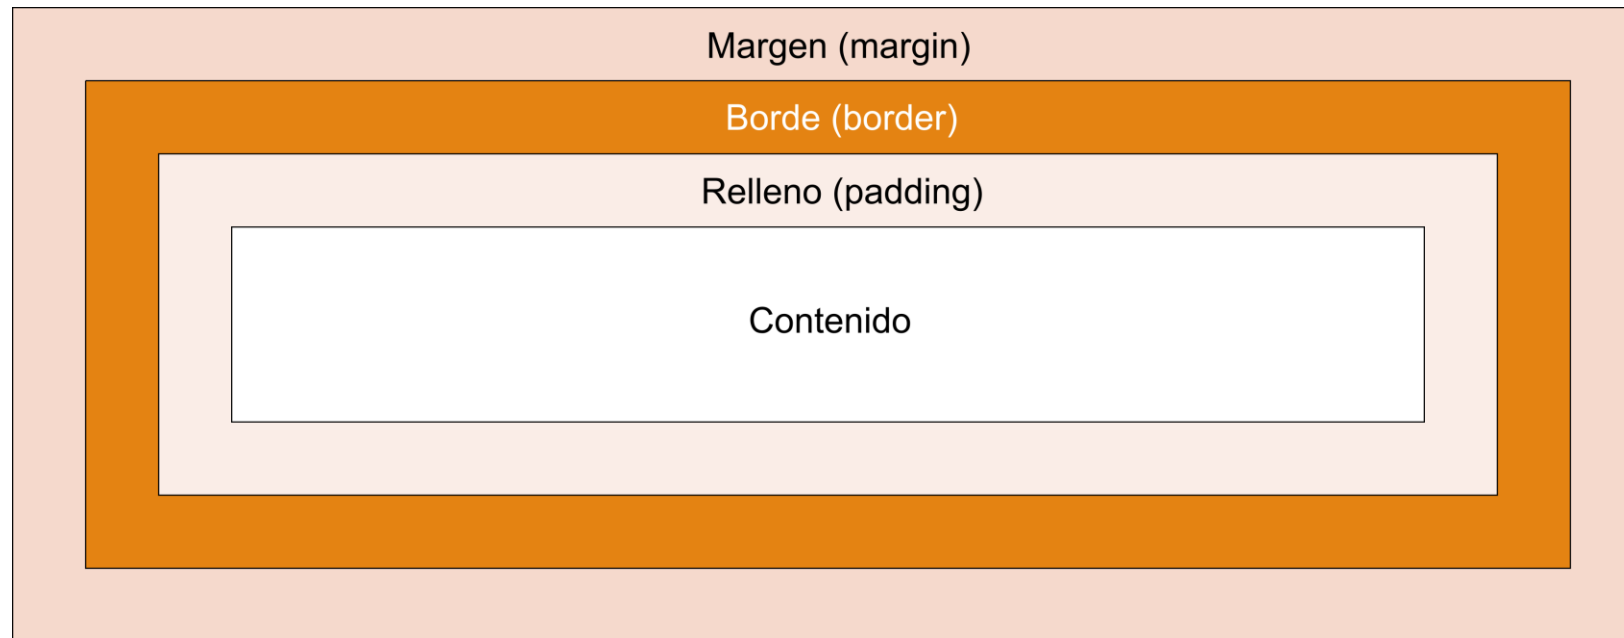 Margen (margin)
Borde (border)
Relleno (padding)
Contenido